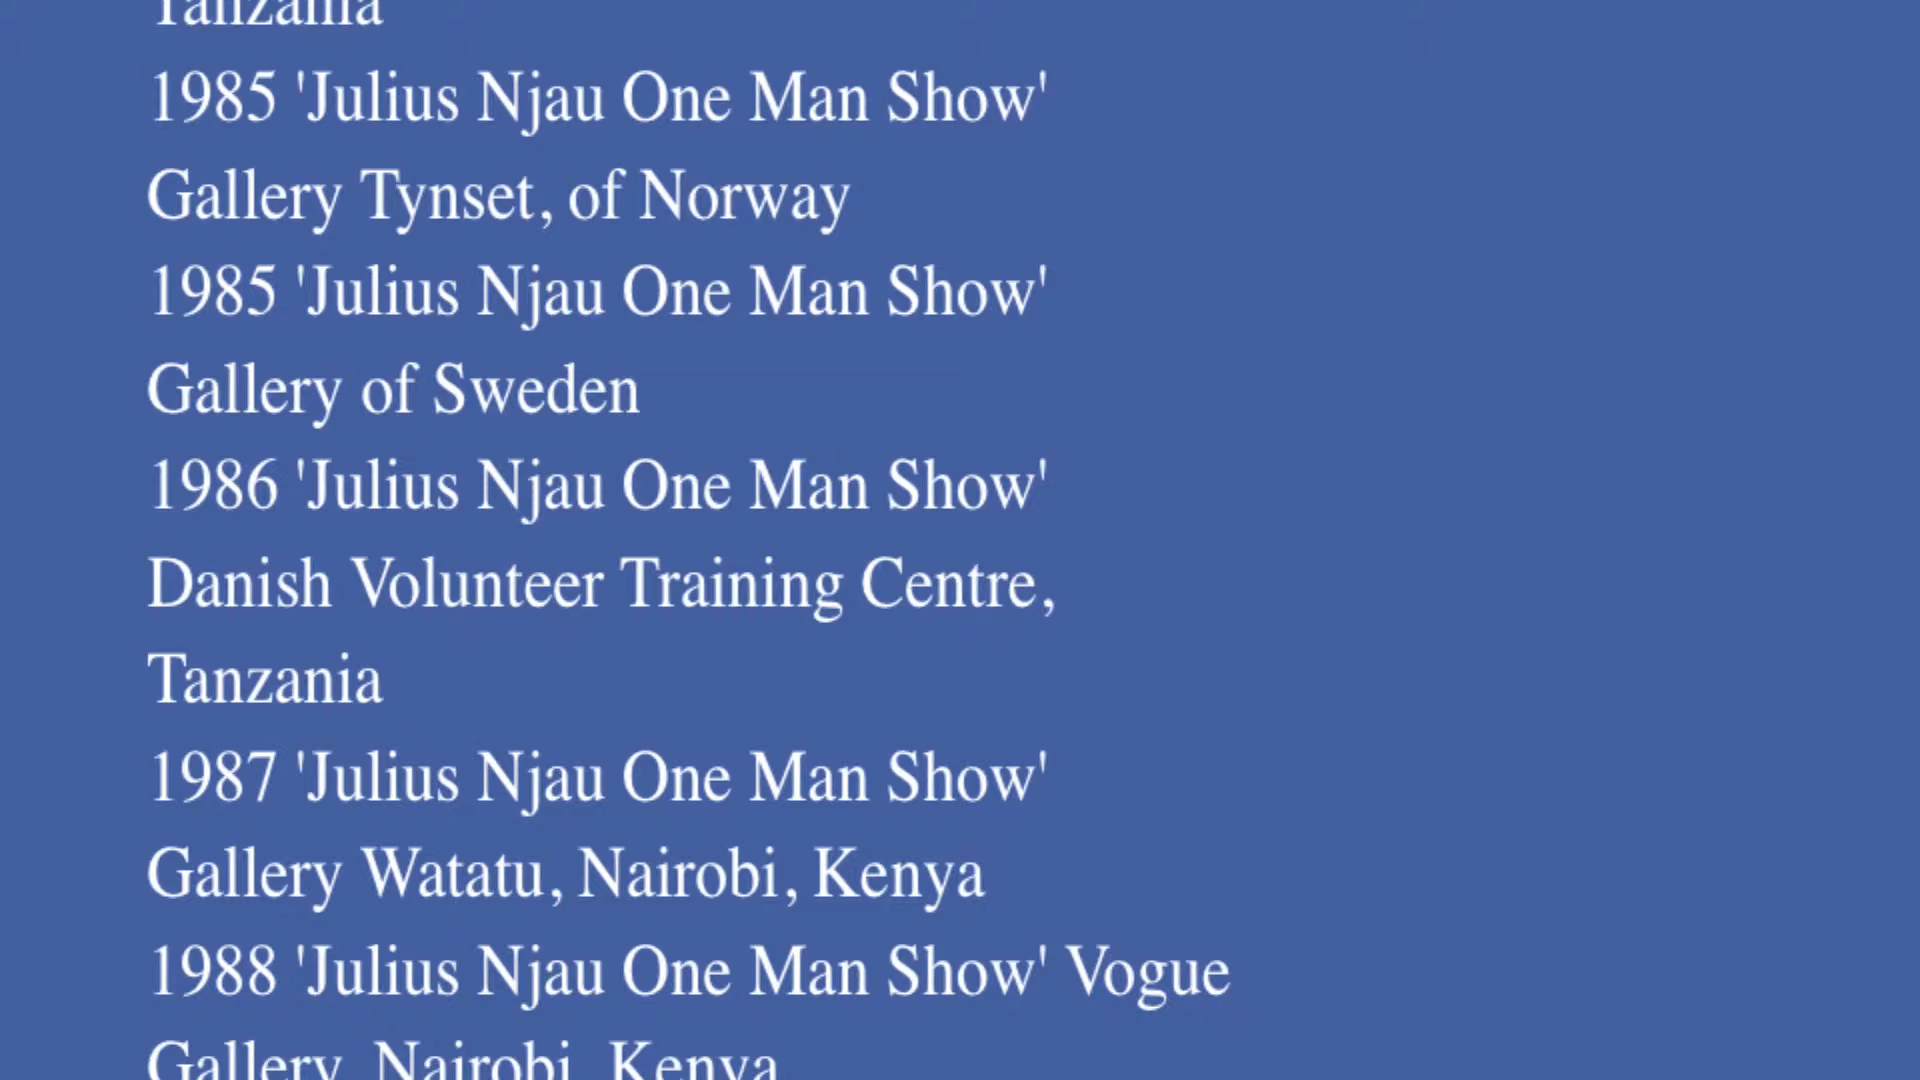 Tanzania
1985 'Julius Njau One Man Show'
Gallery Tynset, of Norway
1985 'Julius Njau One Man Show'
Gallery of Sweden
1986 'Julius Njau One Man Show'
Danish Volunteer Training Centre,
Tanzania
1987 'Julius Njau One Man Show'
Gallery Watatu, Nairobi, Kenya
1988 'Julius Njau One Man Show' Vogue
Gallery, Nairobi, Kenya